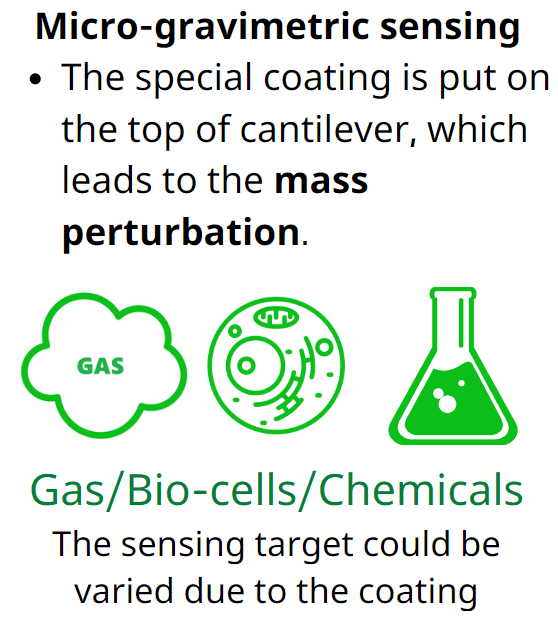 Micro-gravimetric sensing
• The special coating is put on
the top of cantilever, which
leads to the mass
perturbation.
GAS
Gas/Bio-cells/Chemicals
The sensing target could be
varied due to the coating